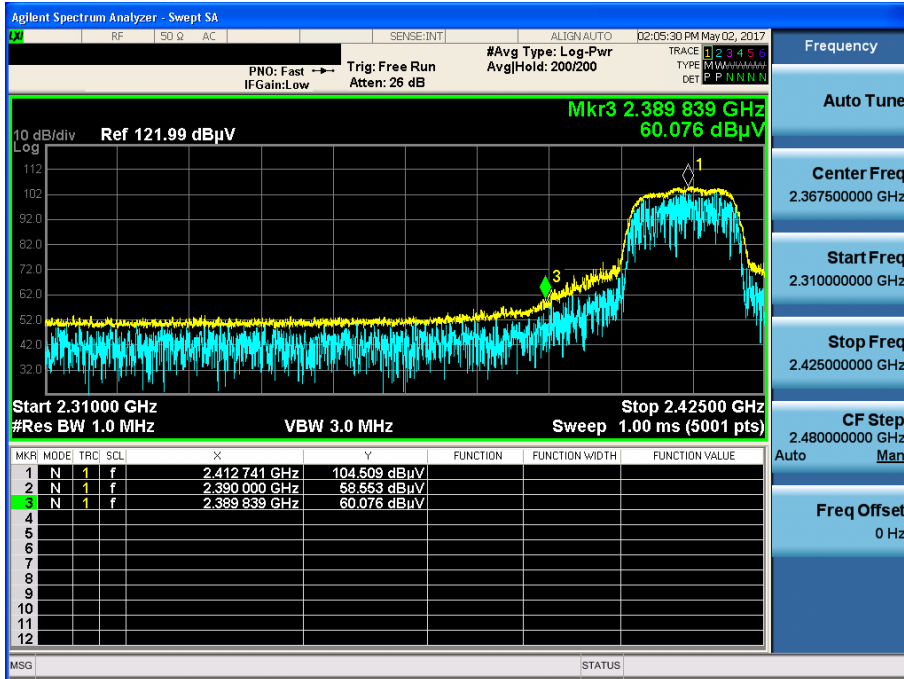 Agilent Spectrum Analyzer - Swept SA
LXI RF 50 Ω AC SENSE:INT ALIGN AUTO 02:05:30 PM May 02, 2017
#Avg Type: Log-Pwr TRACE 1 2 3 4 5 6
PNO: Fast Trig: Free Run Avg|Hold: 200/200 TYPE MWWWWW
IFGain:Low Atten: 26 dB DET P P N N N N
Mkr3 2.389 839 GHz
60.076 dBµV
10 dB/div Ref 121.99 dBµV
Log
112
102
92.0
82.0
72.0
62.0
52.0
42.0
32.0
1
3
Start 2.31000 GHz Stop 2.42500 GHz
#Res BW 1.0 MHz VBW 3.0 MHz Sweep 1.00 ms (5001 pts)
MKR MODE TRC SCL X Y FUNCTION FUNCTION WIDTH FUNCTION VALUE
1 N 1 f 2.412 741 GHz 104.509 dBµV
2 N 1 f 2.390 000 GHz 58.553 dBµV
3 N 1 f 2.389 839 GHz 60.076 dBµV
4
5
6
7
8
9
10
11
12
MSG STATUS
Frequency
Auto Tune
Center Freq
2.367500000 GHz
Start Freq
2.310000000 GHz
Stop Freq
2.425000000 GHz
CF Step
2.480000000 GHz
Auto Man
Freq Offset
0 Hz